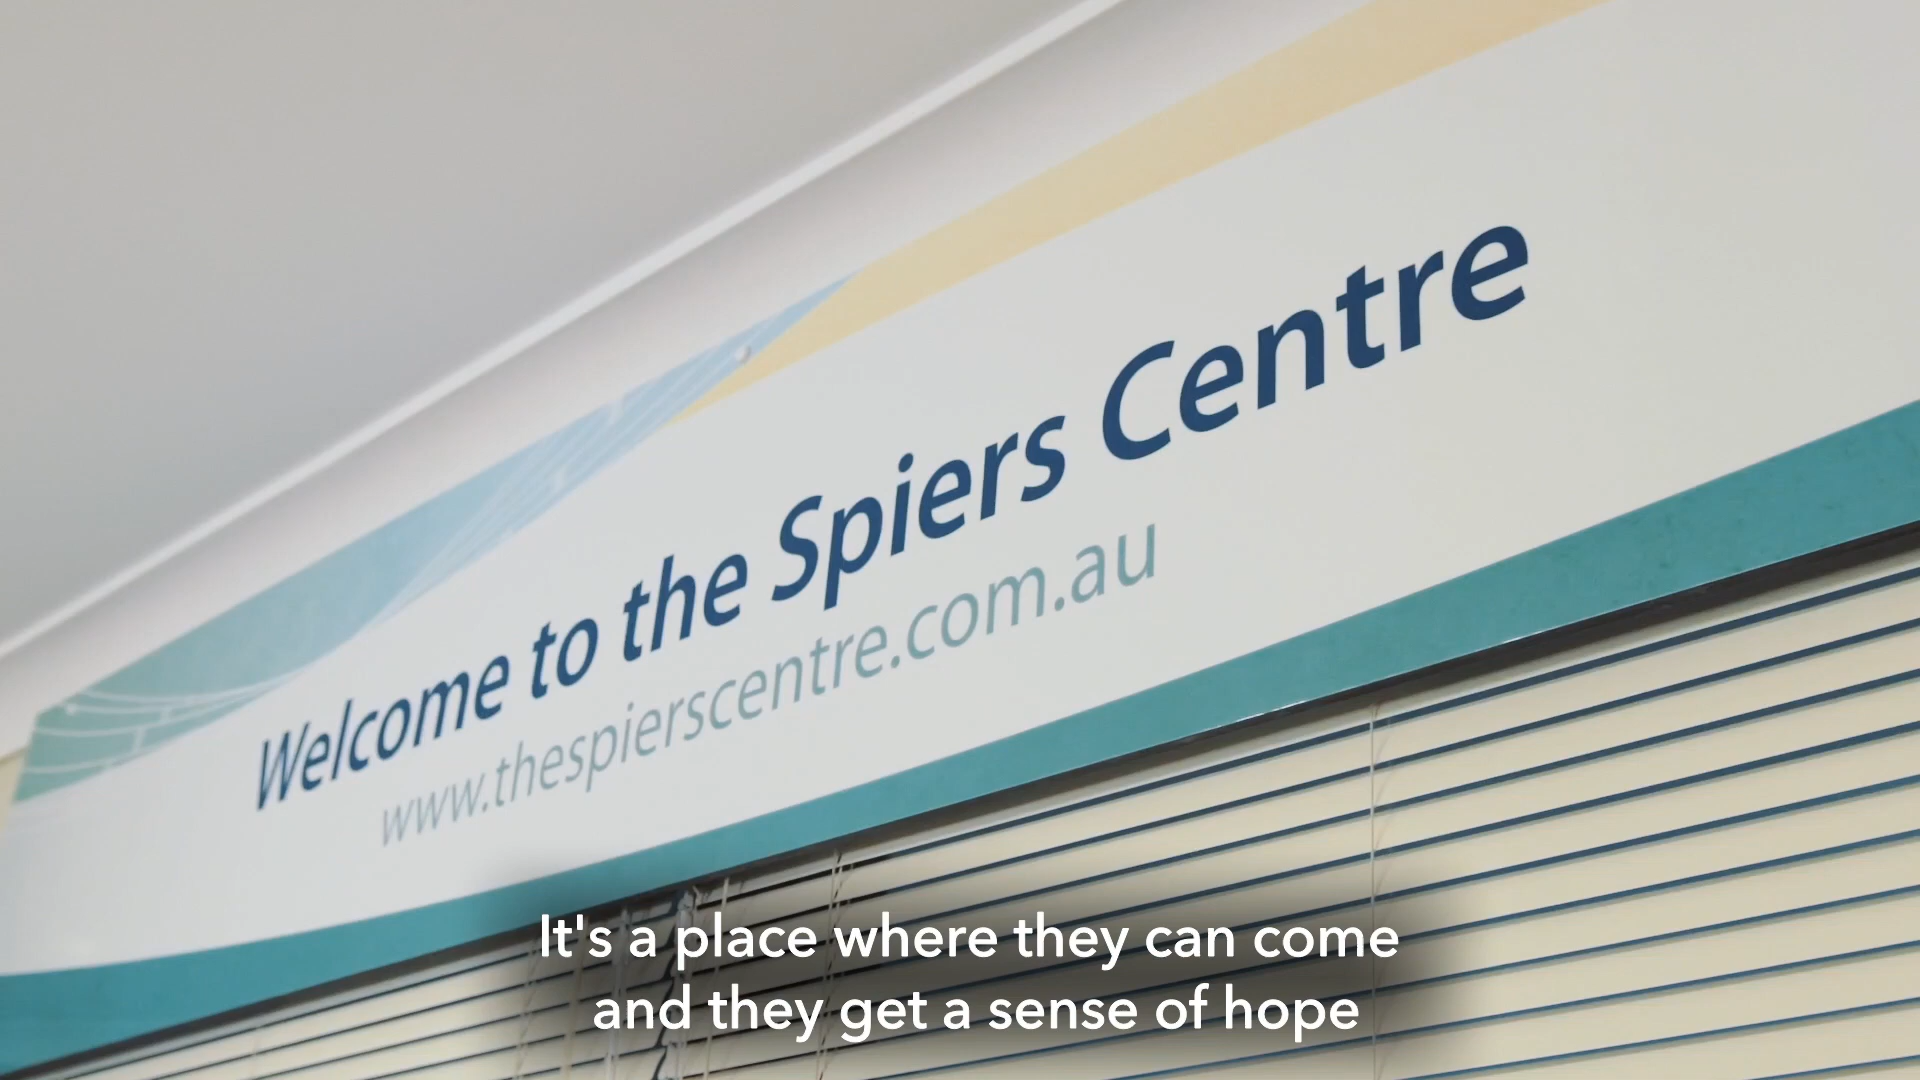 Welcome to the Spiers Centre
www.thespierscentre.com.au
It's a place where they can come
and they get a sense of hope